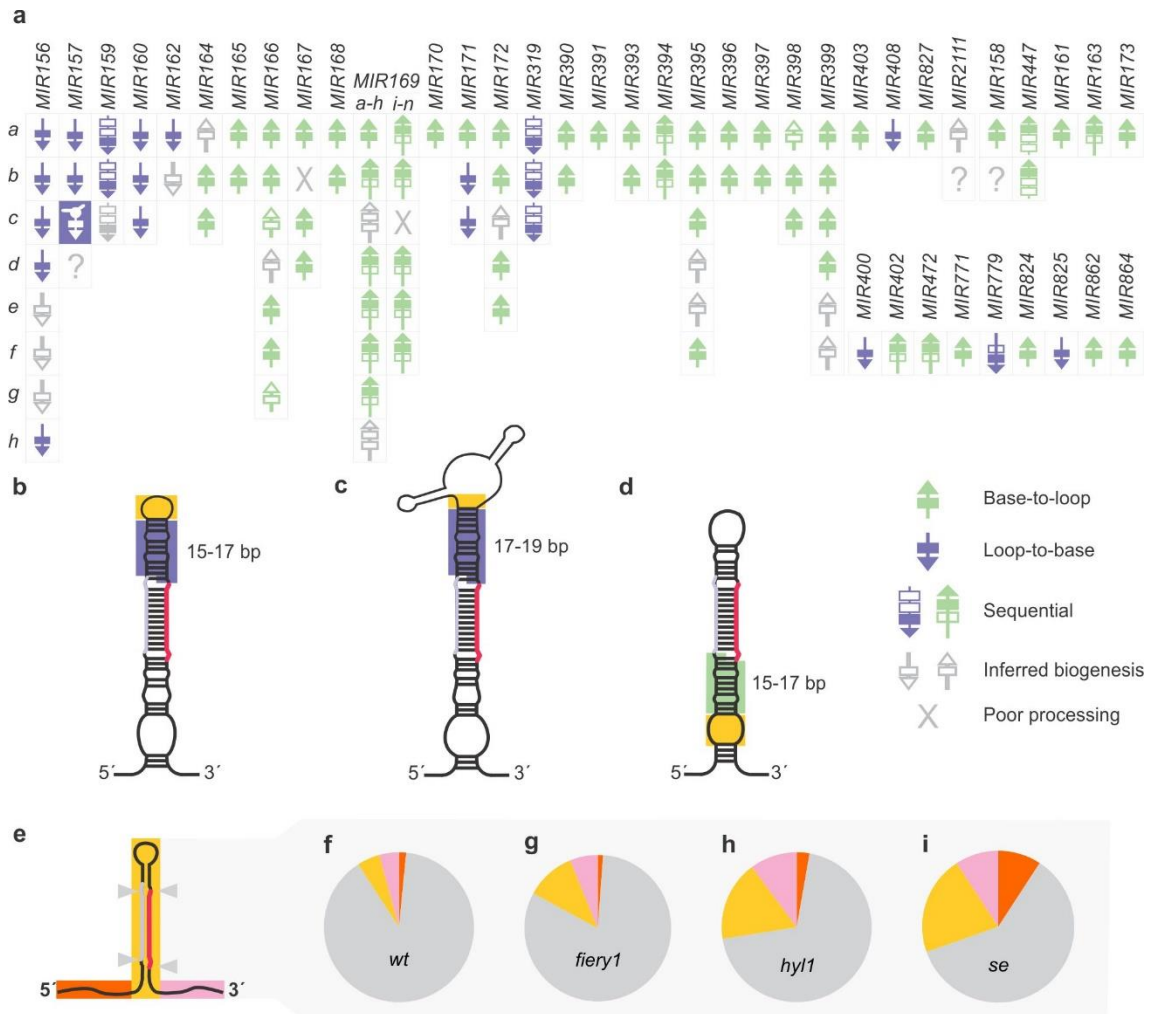 a
MIR156 MIR157 MIR159 MIR160 MIR162 MIR164 MIR165 MIR166 MIR167 MIR168 MIR169 MIR170 MIR171 MIR172 MIR319 MIR390 MIR391 MIR393 MIR394 MIR395 MIR396 MIR397 MIR398 MIR399 MIR403 MIR408 MIR827 MIR2111 MIR158 MIR447 MIR161 MIR163 MIR173
a-h i-n
a
b ? ?
c
d ?
MIR400 MIR402 MIR472 MIR771 MIR779 MIR824 MIR825 MIR862 MIR864
e
f
g
h
b
15-17 bp
5´ 3´
c
17-19 bp
5´ 3´
d
15-17 bp
5´ 3´
Base-to-loop
Loop-to-base
Sequential
Inferred biogenesis
X Poor processing
e
5´ 3´
f
wt
g
fiery1
h
hyl1
i
se